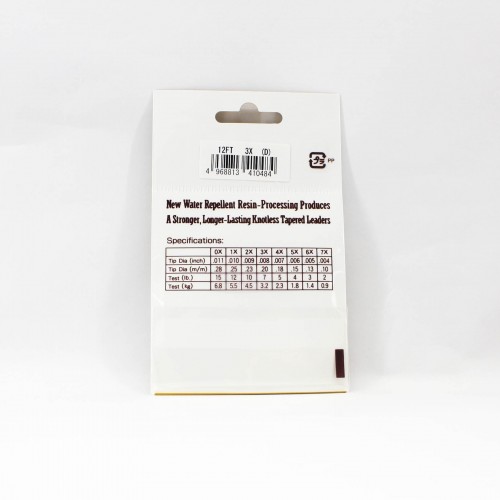 12FT 3X (D)
4 968813 410484
プラ
PP
New Water Repellent Resin-Processing Produces
A Stronger, Longer-Lasting Knotless Tapered Leaders
Specifications:
0X 1X 2X 3X 4X 5X 6X 7X
Tip Dia (inch) .011 .010 .009 .008 .007 .006 .005 .004
Tip Dia (m/m) .28 .25 .23 .20 .18 .15 .13 .10
Test (lb.) 15 12 10 7 5 4 3 2
Test (kg) 6.8 5.5 4.5 3.2 2.3 1.8 1.4 0.9